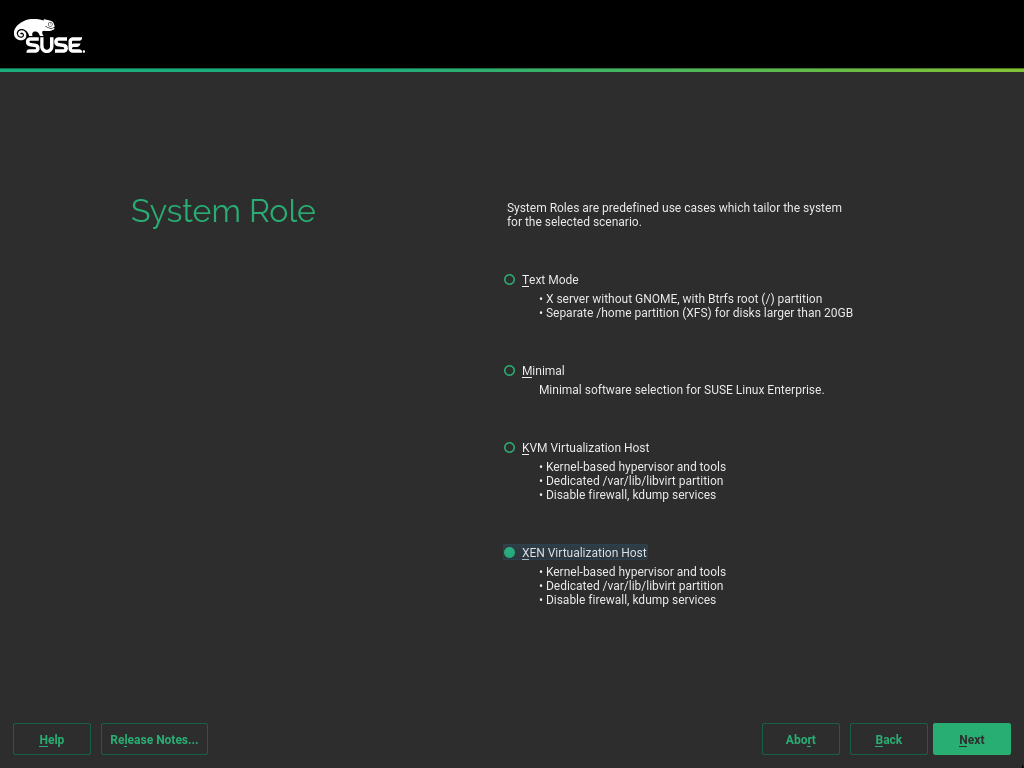 SUSE.
System Role
System Roles are predefined use cases which tailor the system
for the selected scenario.
Text Mode
• X server without GNOME, with Btrfs root (/) partition
• Separate /home partition (XFS) for disks larger than 20GB
Minimal
Minimal software selection for SUSE Linux Enterprise.
KVM Virtualization Host
• Kernel-based hypervisor and tools
• Dedicated /var/lib/libvirt partition
• Disable firewall, kdump services
XEN Virtualization Host
• Kernel-based hypervisor and tools
• Dedicated /var/lib/libvirt partition
• Disable firewall, kdump services
Help Release Notes... Abort Back Next